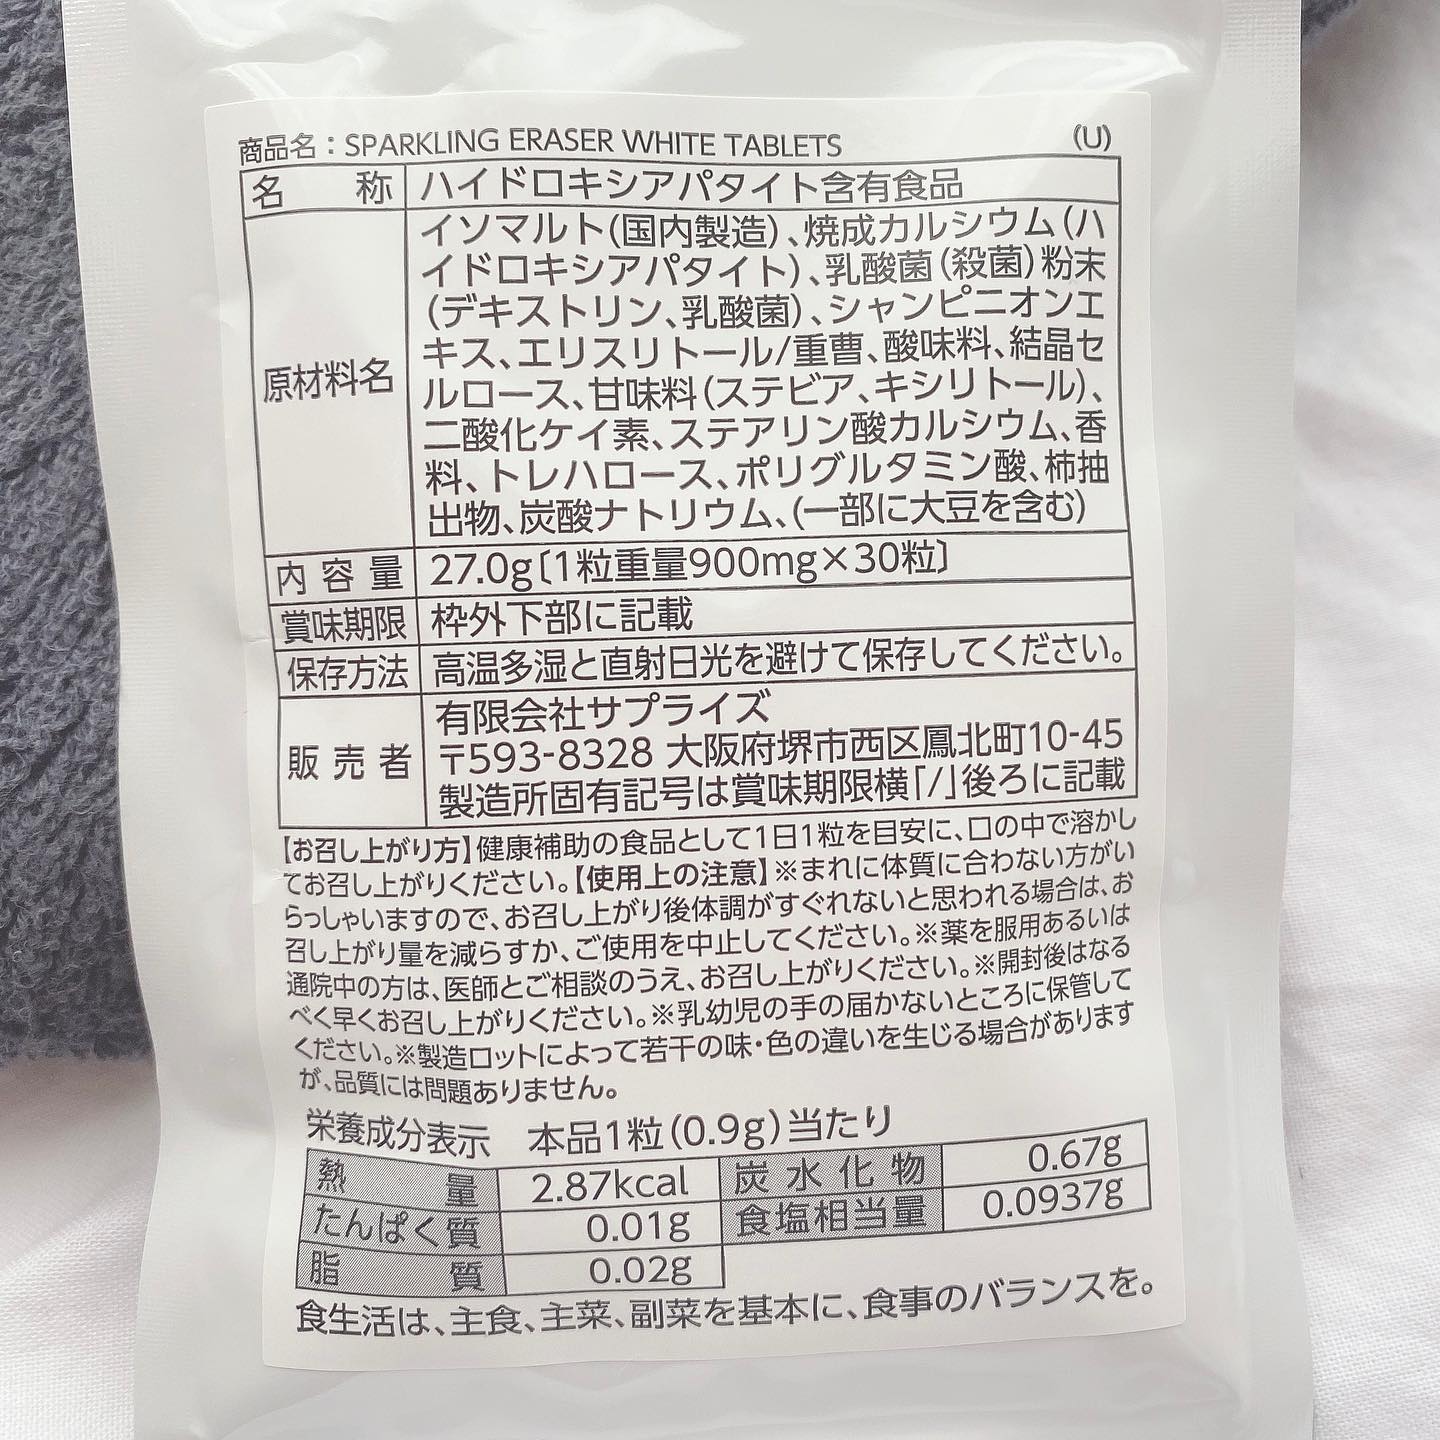 商品名：SPARKLING ERASER WHITE TABLETS (U)
名称 ハイドロキシアパタイト含有食品
原材料名 イソマルト(国内製造)、焼成カルシウム(ハ
イドロキシアパタイト)、乳酸菌(殺菌)粉末
(デキストリン、乳酸菌)、シャンピニオンエ
キス、エリスリトール/重曹、酸味料、結晶セ
ルロース、甘味料(ステビア、キシリトール)、
二酸化ケイ素、ステアリン酸カルシウム、香
料、トレハロース、ポリグルタミン酸、柿抽
出物、炭酸ナトリウム、(一部に大豆を含む)
内容量 27.0g〔1粒重量900mg×30粒〕
賞味期限 枠外下部に記載
保存方法 高温多湿と直射日光を避けて保存してください。
販売者 有限会社サプライズ
〒593-8328 大阪府堺市西区鳳北町10-45
製造所固有記号は賞味期限横「/」後ろに記載
【お召し上がり方】健康補助の食品として1日1粒を目安に、口の中で溶かし
てお召し上がりください。【使用上の注意】※まれに体質に合わない方がい
らっしゃいますので、お召し上がり後体調がすぐれないと思われる場合は、お
召し上がり量を減らすか、ご使用を中止してください。※薬を服用あるいは
通院中の方は、医師とご相談のうえ、お召し上がりください。※開封後はなる
べく早くお召し上がりください。※乳幼児の手の届かないところに保管して
ください。※製造ロットによって若干の味・色の違いを生じる場合があります
が、品質には問題ありません。
栄養成分表示 本品1粒(0.9g)当たり
熱量 2.87kcal 炭水化物 0.67g
たんぱく質 0.01g 食塩相当量 0.0937g
脂質 0.02g
食生活は、主食、主菜、副菜を基本に、食事のバランスを。